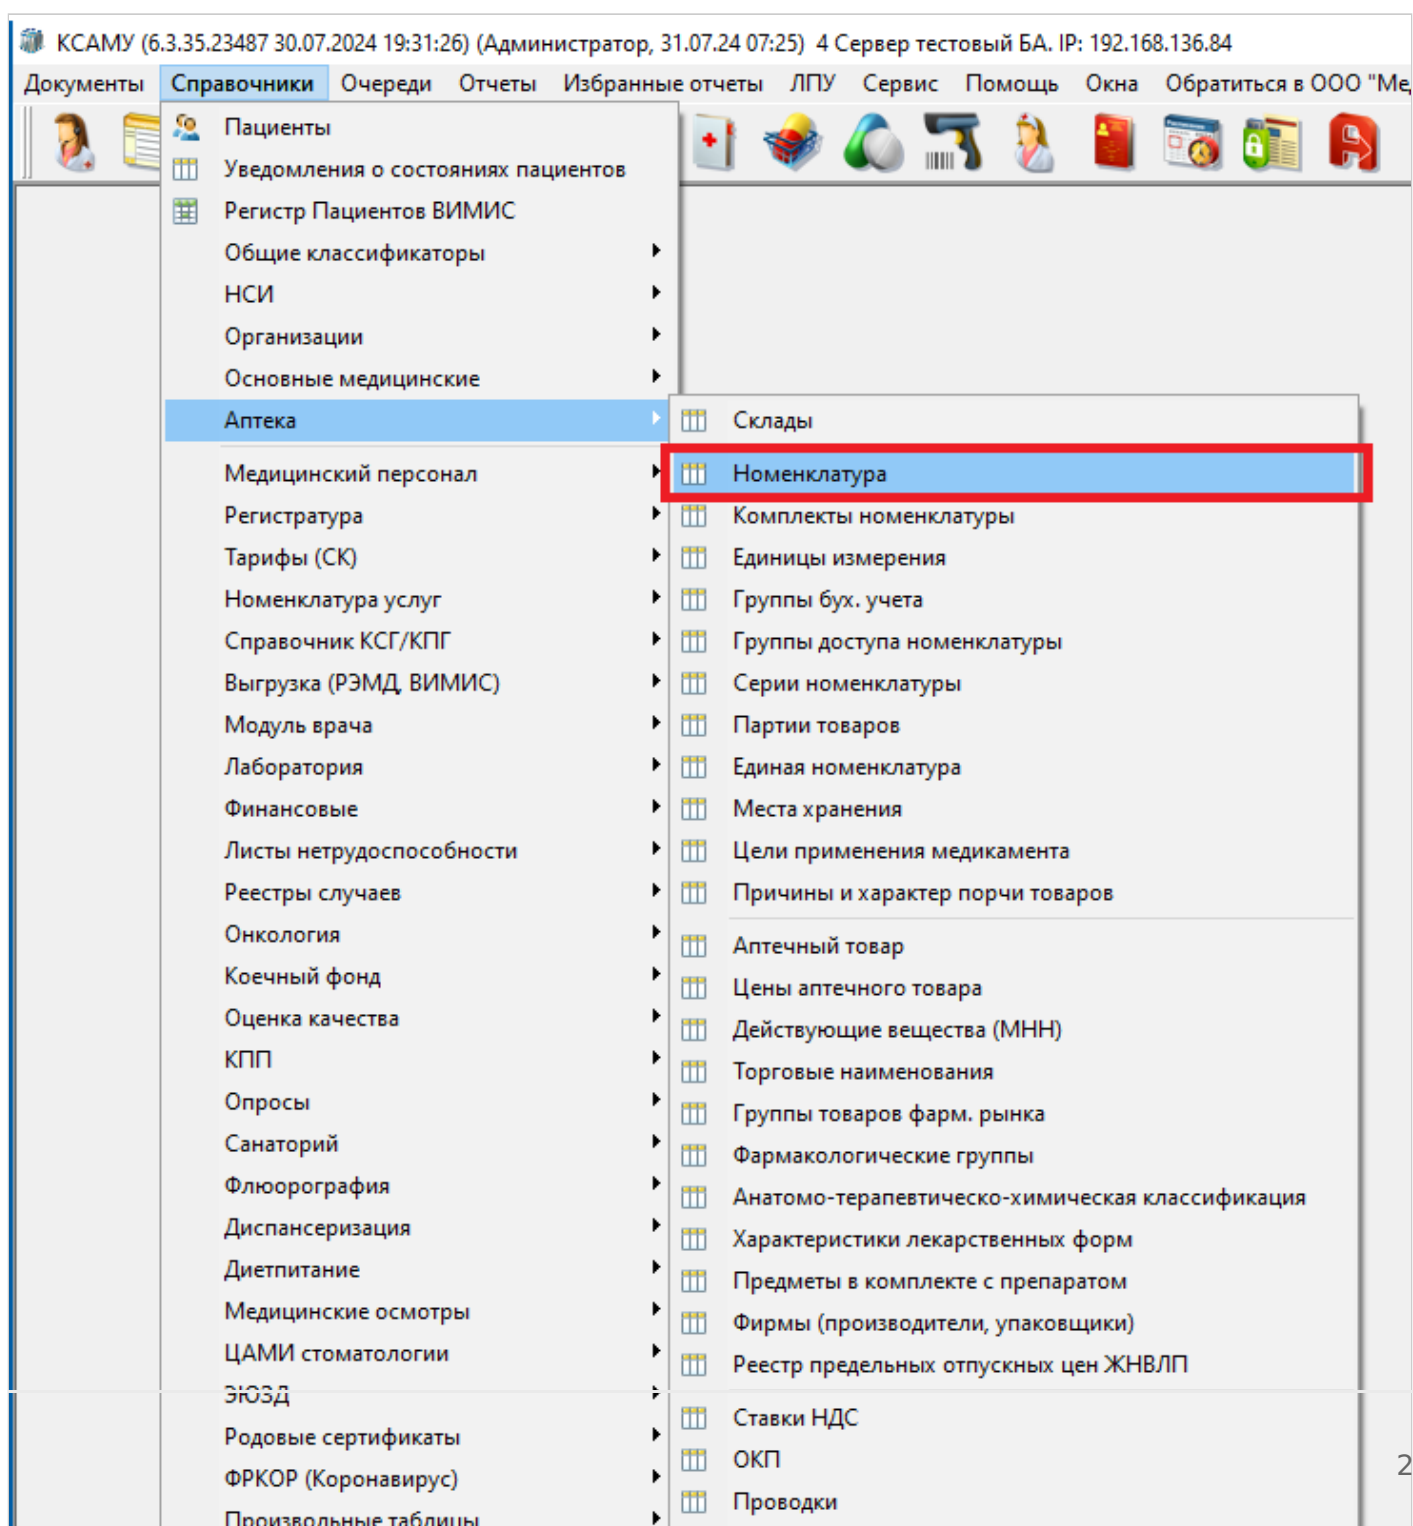 КСАМУ (6.3.35.23487 30.07.2024 19:31:26) (Администратор, 31.07.24 07:25) 4 Сервер тестовый БА. IP: 192.168.136.84
Документы Справочники Очереди Отчеты Избранные отчеты ЛПУ Сервис Помощь Окна Обратиться в ООО "Ме
Пациенты
Уведомления о состояниях пациентов
Регистр Пациентов ВИМИС
Общие классификаторы
НСИ
Организации
Основные медицинские
Аптека
Медицинский персонал
Регистратура
Тарифы (СК)
Номенклатура услуг
Справочник КСГ/КПГ
Выгрузка (РЭМД, ВИМИС)
Модуль врача
Лаборатория
Финансовые
Листы нетрудоспособности
Реестры случаев
Онкология
Коечный фонд
Оценка качества
КПП
Опросы
Санаторий
Флюорография
Диспансеризация
Диетпитание
Медицинские осмотры
ЦАМИ стоматологии
ЭЮЗД
Родовые сертификаты
ФРКОР (Коронавирус)
Произвольные таблицы
Склады
Номенклатура
Комплекты номенклатуры
Единицы измерения
Группы бух. учета
Группы доступа номенклатуры
Серии номенклатуры
Партии товаров
Единая номенклатура
Места хранения
Цели применения медикамента
Причины и характер порчи товаров
Аптечный товар
Цены аптечного товара
Действующие вещества (МНН)
Торговые наименования
Группы товаров фарм. рынка
Фармакологические группы
Анатомо-терапевтическо-химическая классификация
Характеристики лекарственных форм
Предметы в комплекте с препаратом
Фирмы (производители, упаковщики)
Реестр предельных отпускных цен ЖНВЛП
Ставки НДС
ОКП
Проводки
2